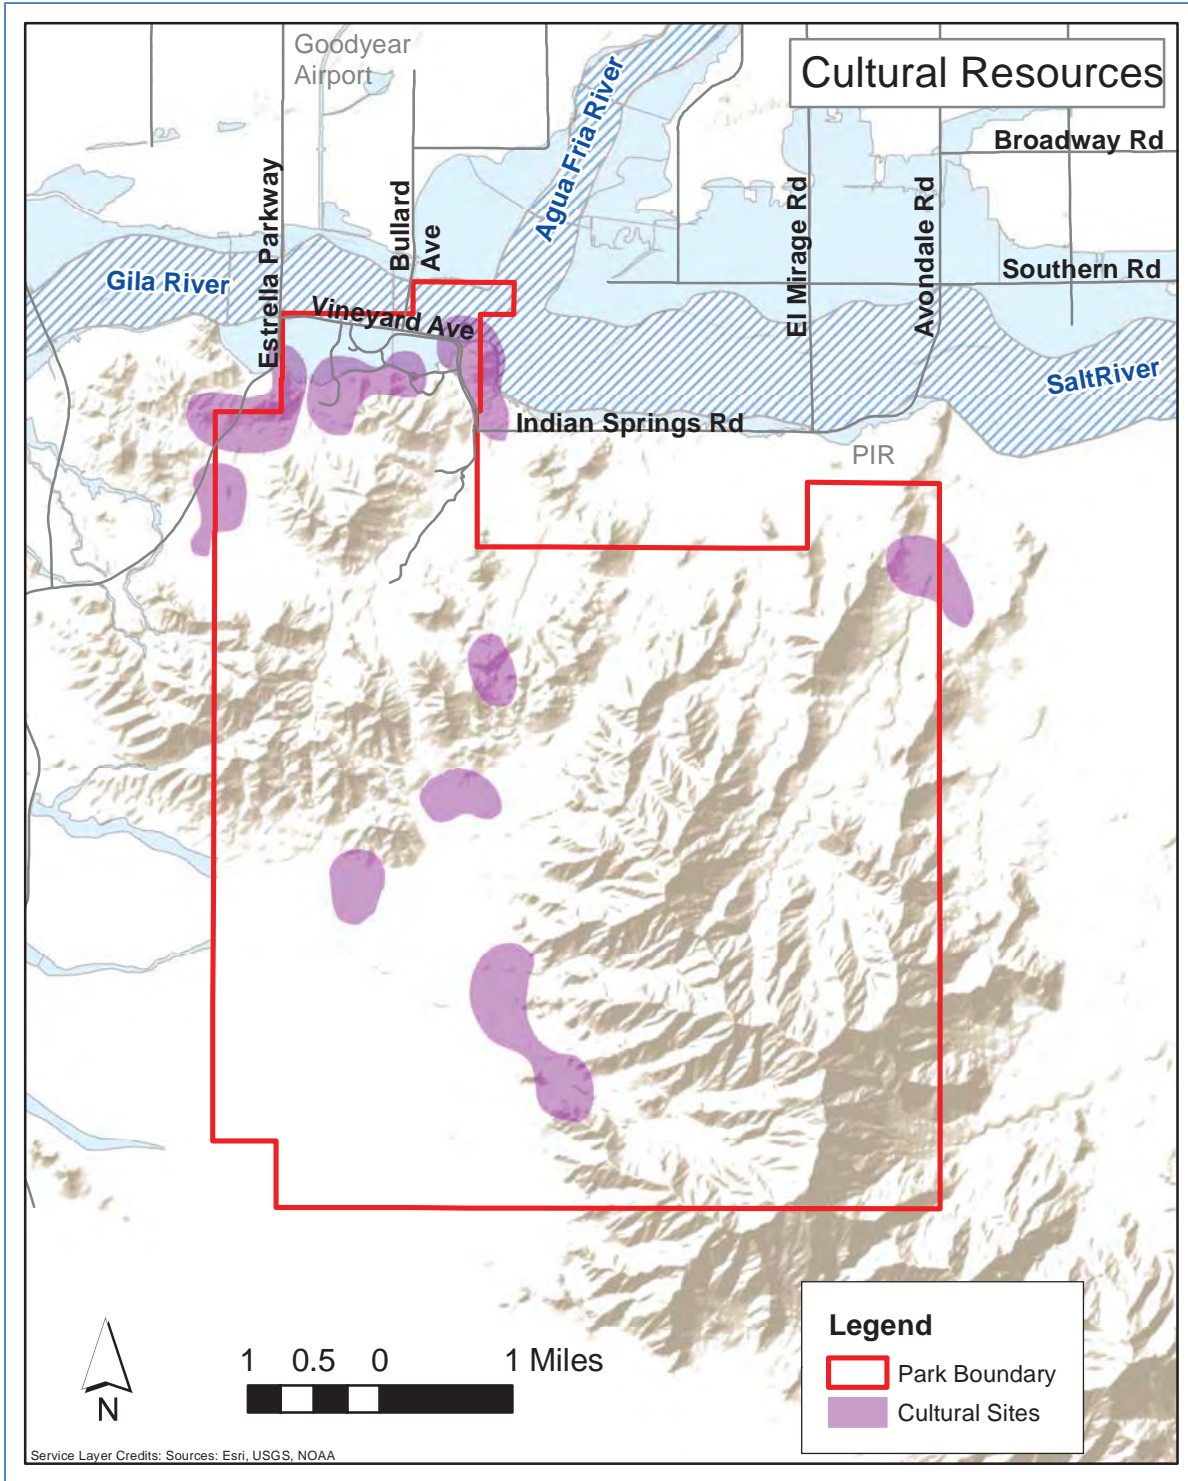 Goodyear
Airport
Cultural Resources
Agua Fria River
Broadway Rd
Estrella Parkway
Bullard
Ave
El Mirage Rd
Avondale Rd
Southern Rd
Gila River
Vineyard Ave
SaltRiver
Indian Springs Rd
PIR
1 0.5 0 1 Miles
N
Legend
Park Boundary
Cultural Sites
Service Layer Credits: Sources: Esri, USGS, NOAA